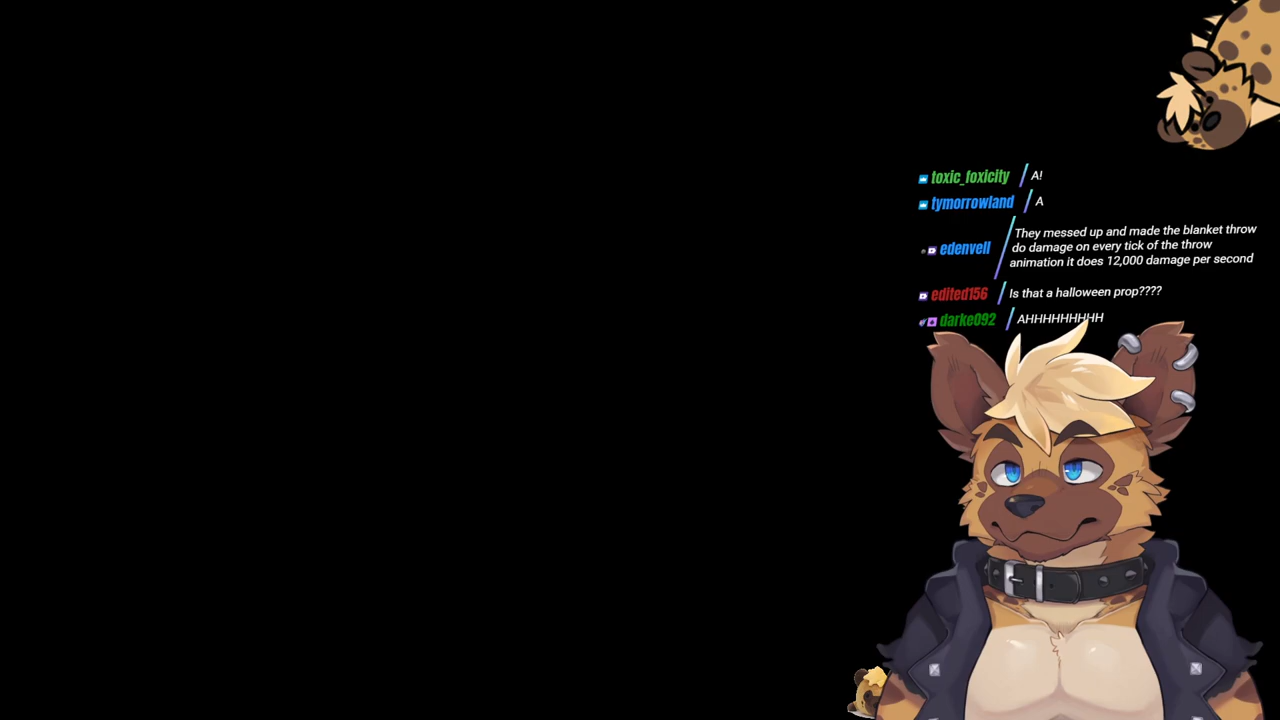 toxic_foxicity / A!
tymorrowland / A
edenvell / They messed up and made the blanket throw
do damage on every tick of the throw
animation it does 12,000 damage per second
edited156 / Is that a halloween prop????
darke092 / AHHHHHHHHH